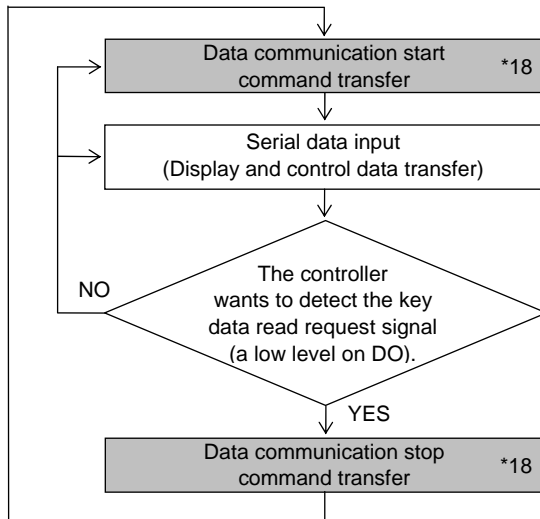 Data communication start
command transfer
*18
Serial data input
(Display and control data transfer)
The controller
wants to detect the key
data read request signal
(a low level on DO).
NO
YES
Data communication stop
command transfer
*18